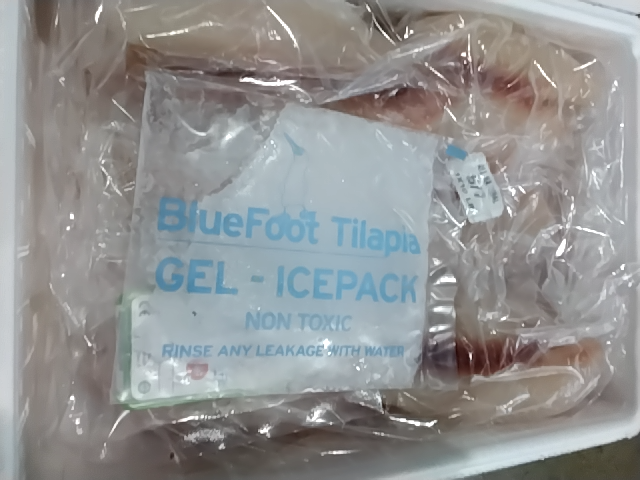 BlueFoot Tilapia
GEL - ICEPACK
NON TOXIC
RINSE ANY LEAKAGE WITH WATER